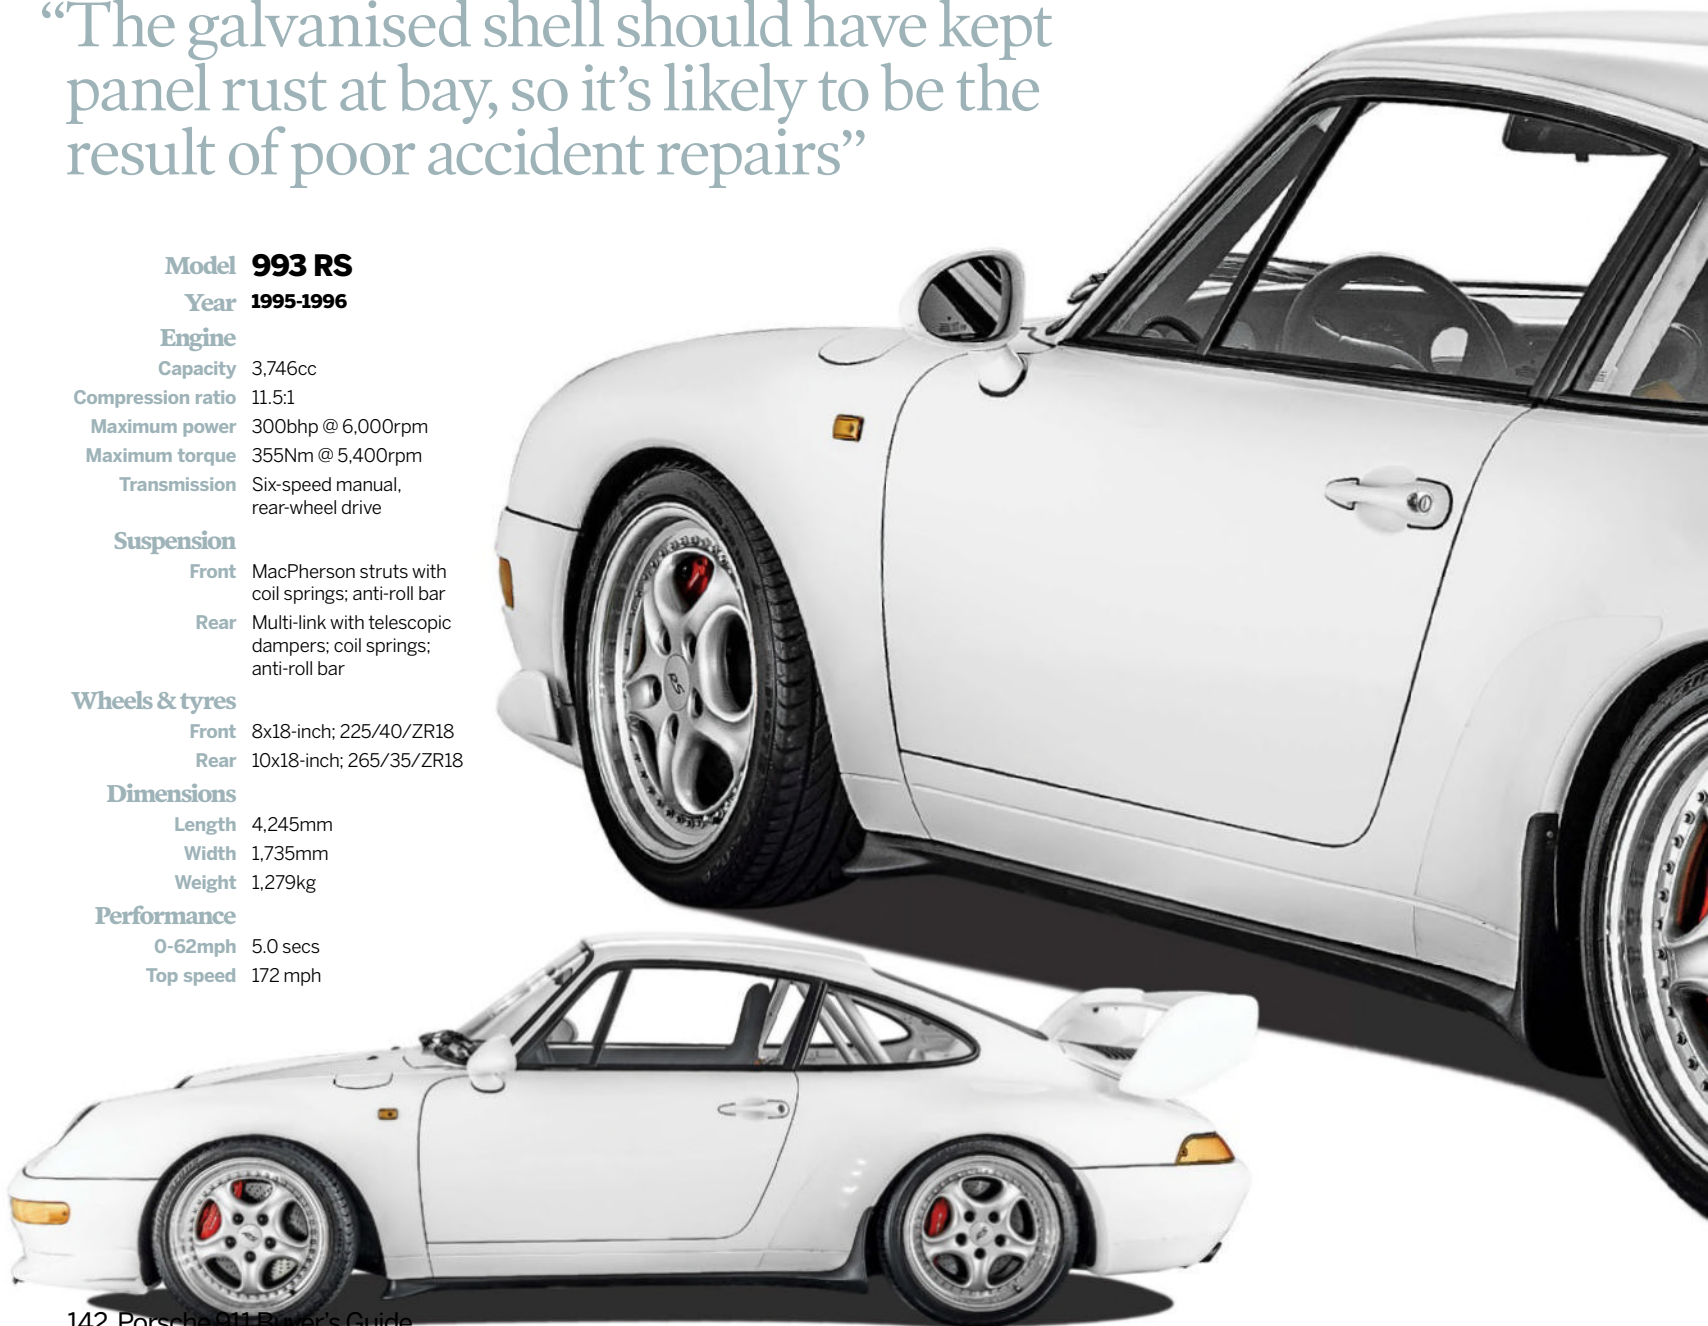 “The galvanised shell should have kept
panel rust at bay, so it’s likely to be the
result of poor accident repairs”
Model 993 RS
Year 1995-1996
Engine
Capacity 3,746cc
Compression ratio 11.5:1
Maximum power 300bhp @ 6,000rpm
Maximum torque 355Nm @ 5,400rpm
Transmission Six-speed manual,
rear-wheel drive
Suspension
Front MacPherson struts with
coil springs; anti-roll bar
Rear Multi-link with telescopic
dampers; coil springs;
anti-roll bar
Wheels & tyres
Front 8x18-inch; 225/40/ZR18
Rear 10x18-inch; 265/35/ZR18
Dimensions
Length 4,245mm
Width 1,735mm
Weight 1,279kg
Performance
0-62mph 5.0 secs
Top speed 172 mph
RS
142 Porsche 911 Buyer’s Guide